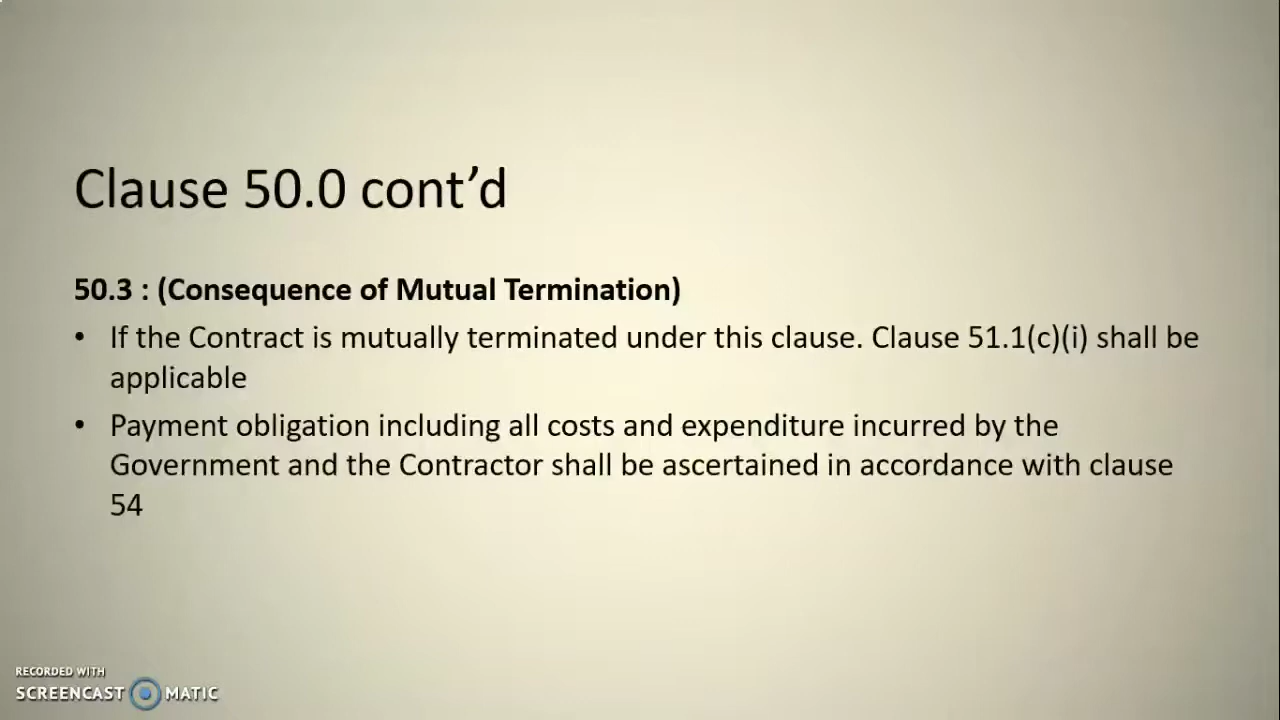 Clause 50.0 cont’d
50.3 : (Consequence of Mutual Termination)
• If the Contract is mutually terminated under this clause. Clause 51.1(c)(i) shall be
applicable
• Payment obligation including all costs and expenditure incurred by the
Government and the Contractor shall be ascertained in accordance with clause
54
RECORDED WITH
SCREENCAST MATIC